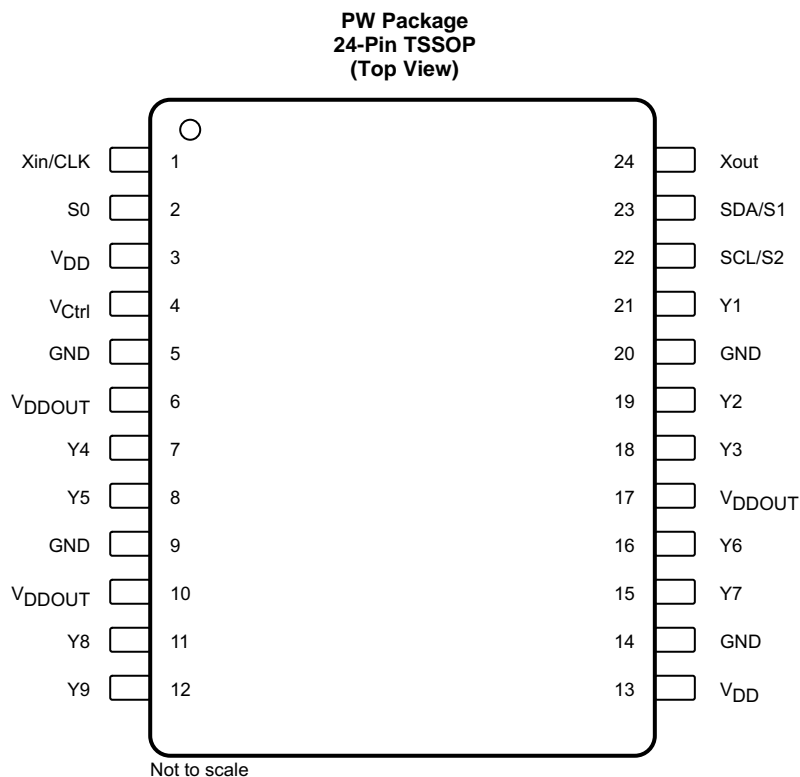 PW Package
24-Pin TSSOP
(Top View)
Xin/CLK 1 24 Xout
S0 2 23 SDA/S1
VDD 3 22 SCL/S2
VCtrl 4 21 Y1
GND 5 20 GND
VDDOUT 6 19 Y2
Y4 7 18 Y3
Y5 8 17 VDDOUT
GND 9 16 Y6
VDDOUT 10 15 Y7
Y8 11 14 GND
Y9 12 13 VDD
Not to scale